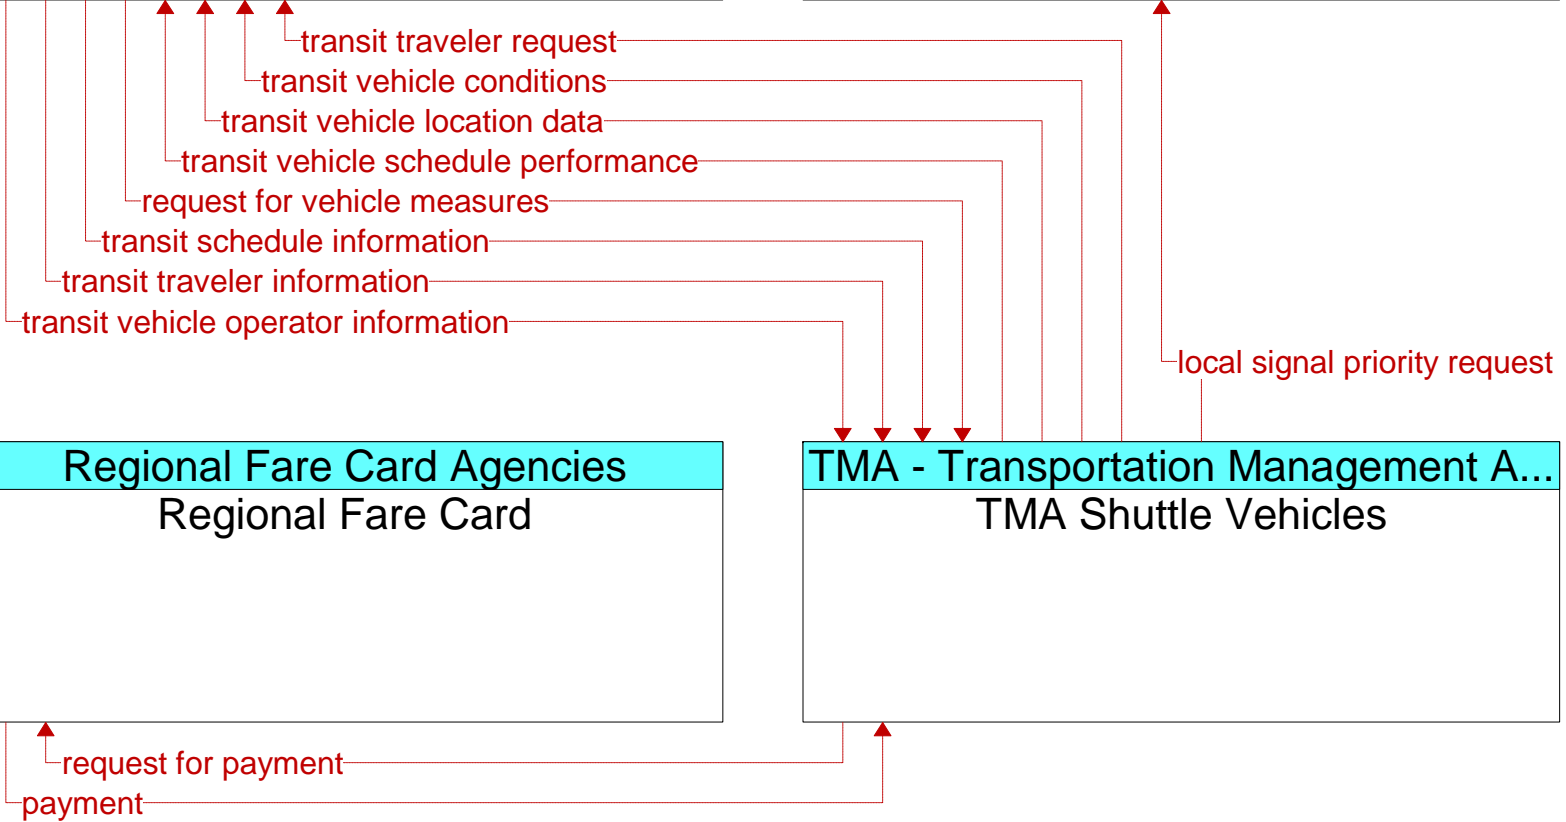 transit traveler request
transit vehicle conditions
transit vehicle location data
transit vehicle schedule performance
request for vehicle measures
transit schedule information
transit traveler information
transit vehicle operator information
local signal priority request
Regional Fare Card Agencies
Regional Fare Card
TMA - Transportation Management A...
TMA Shuttle Vehicles
request for payment
payment